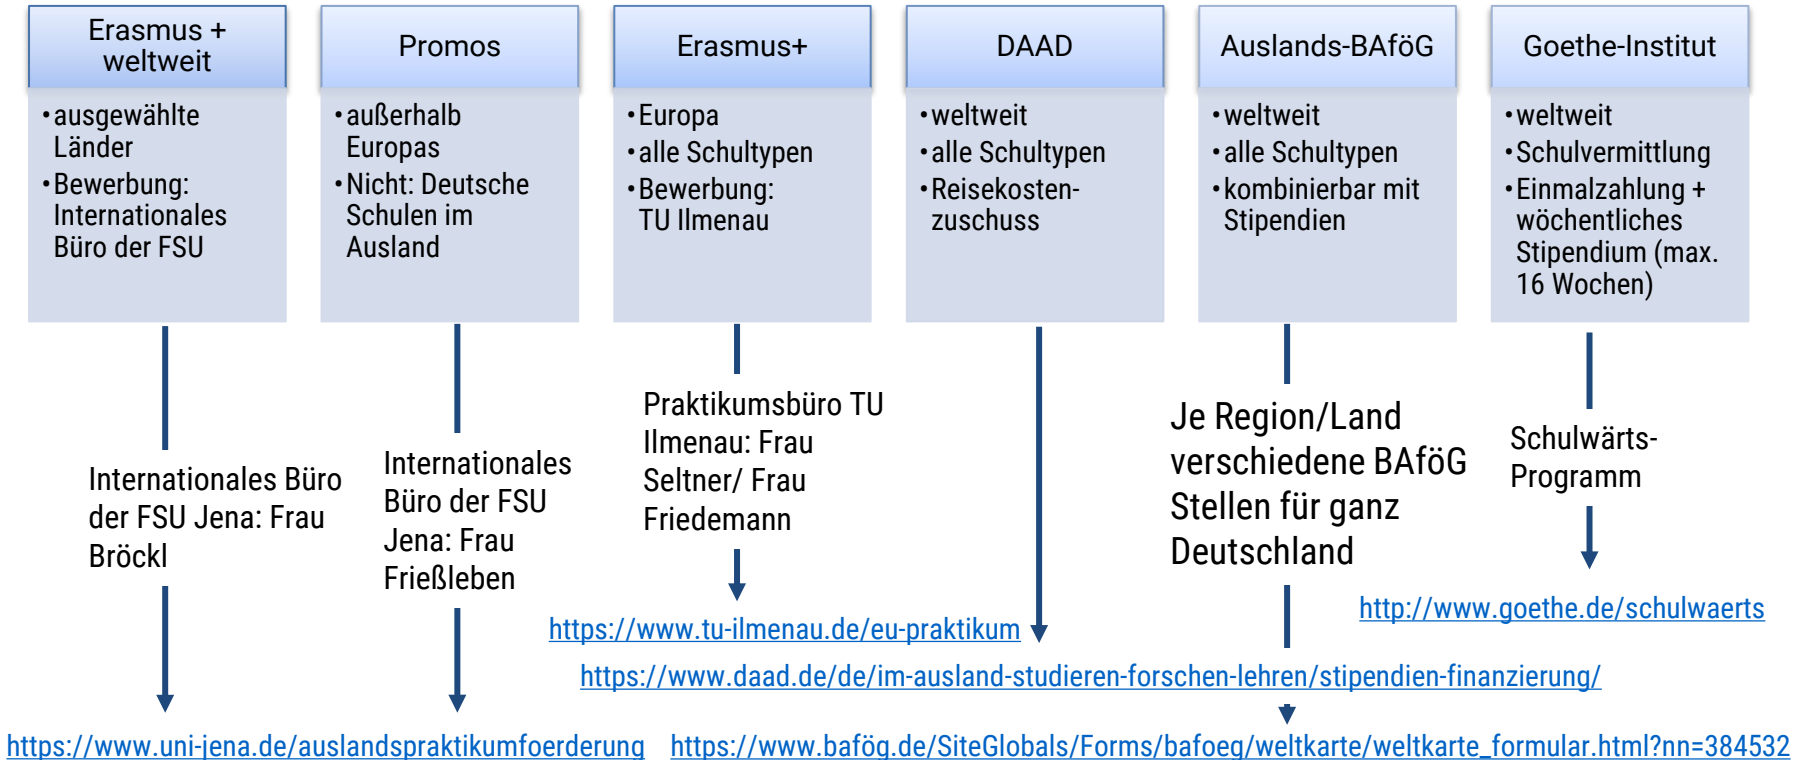 Erasmus +
weltweit
•ausgewählte
Länder
•Bewerbung:
Internationales
Büro der FSU
Internationales Büro
der FSU Jena: Frau
Bröckl
Promos
•außerhalb
Europas
•Nicht: Deutsche
Schulen im
Ausland
Internationales
Büro der FSU
Jena: Frau
Frießleben
https://www.uni-jena.de/auslandspraktikumfoerderung
Erasmus+
•Europa
•alle Schultypen
•Bewerbung:
TU Ilmenau
Praktikumsbüro TU
Ilmenau: Frau
Seltner/ Frau
Friedemann
https://www.tu-ilmenau.de/eu-praktikum
DAAD
•weltweit
•alle Schultypen
•Reisekosten-
zuschuss
https://www.daad.de/de/im-ausland-studieren-forschen-lehren/stipendien-finanzierung/
Auslands-BAföG
•weltweit
•alle Schultypen
•kombinierbar mit
Stipendien
Je Region/Land
verschiedene BAföG
Stellen für ganz
Deutschland
https://www.bafög.de/SiteGlobals/Forms/bafoeg/weltkarte/weltkarte_formular.html?nn=384532
Goethe-Institut
•weltweit
•Schulvermittlung
•Einmalzahlung +
wöchentliches
Stipendium (max.
16 Wochen)
Schulwärts-
Programm
http://www.goethe.de/schulwaerts